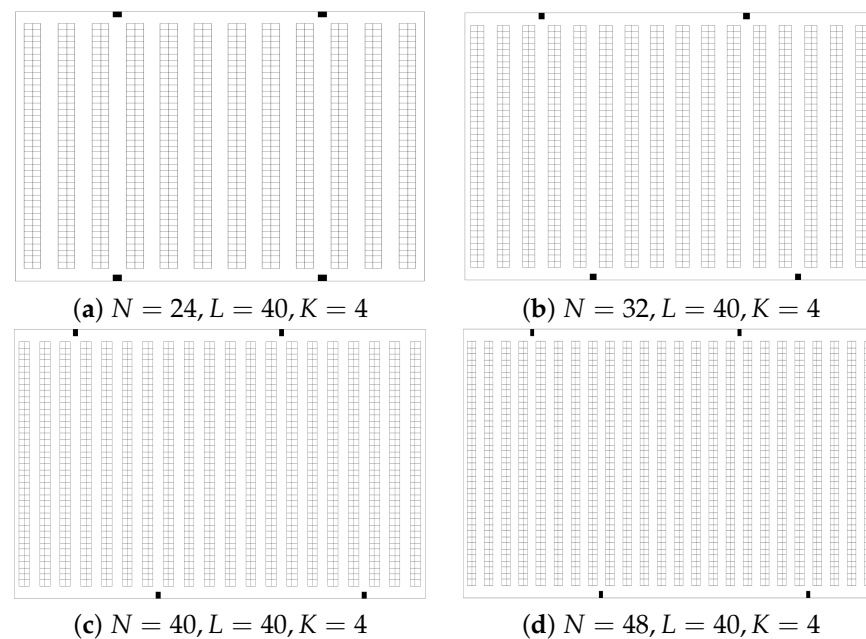 (a) N = 24, L = 40, K = 4
(b) N = 32, L = 40, K = 4
(c) N = 40, L = 40, K = 4
(d) N = 48, L = 40, K = 4